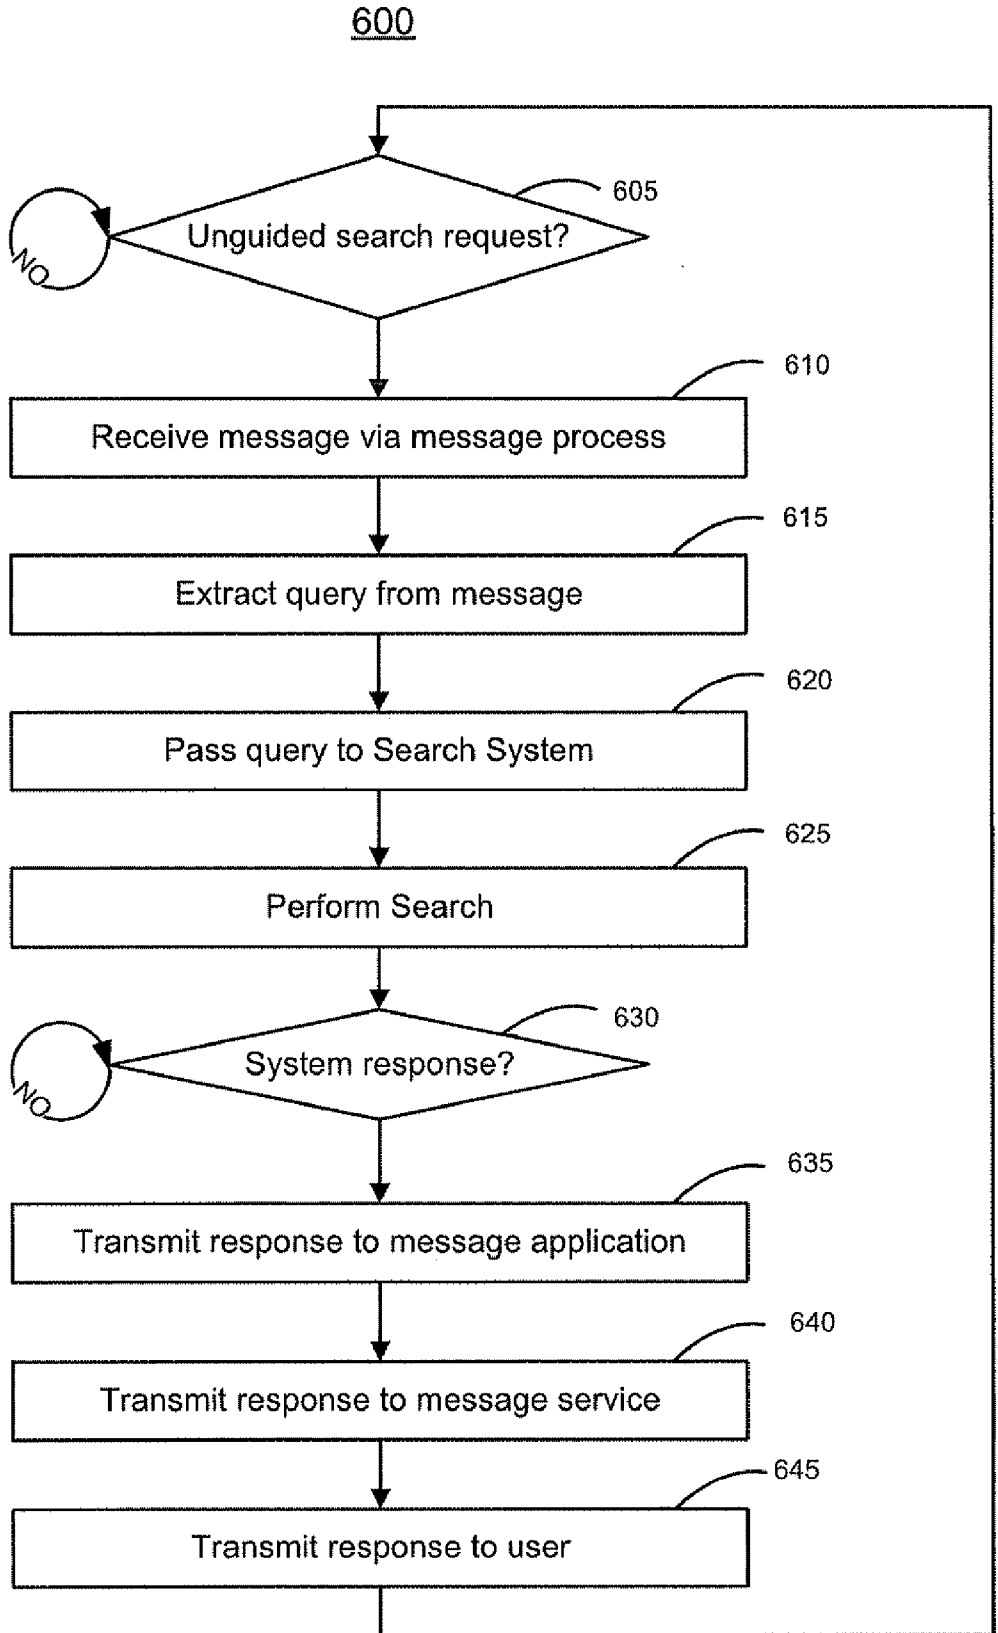 600
605
Unguided search request?
NO
610
Receive message via message process
615
Extract query from message
620
Pass query to Search System
625
Perform Search
630
System response?
NO
635
Transmit response to message application
640
Transmit response to message service
645
Transmit response to user